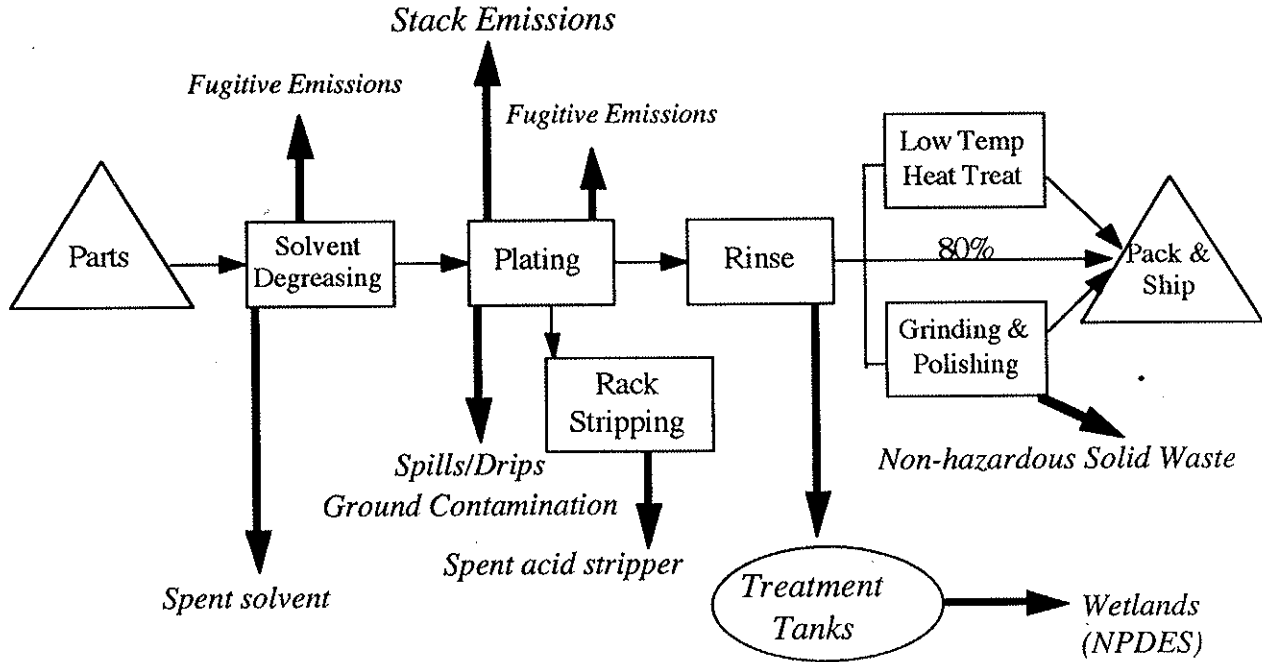 Stack Emissions
Fugitive Emissions
Fugitive Emissions
Low Temp
Heat Treat
Parts
Solvent
Degreasing
Plating
Rinse
80%
Pack &
Ship
Grinding &
Polishing
Rack
Stripping
Spills/Drips
Ground Contamination
Non-hazardous Solid Waste
Spent acid stripper
Spent solvent
Treatment
Tanks
Wetlands
(NPDES)